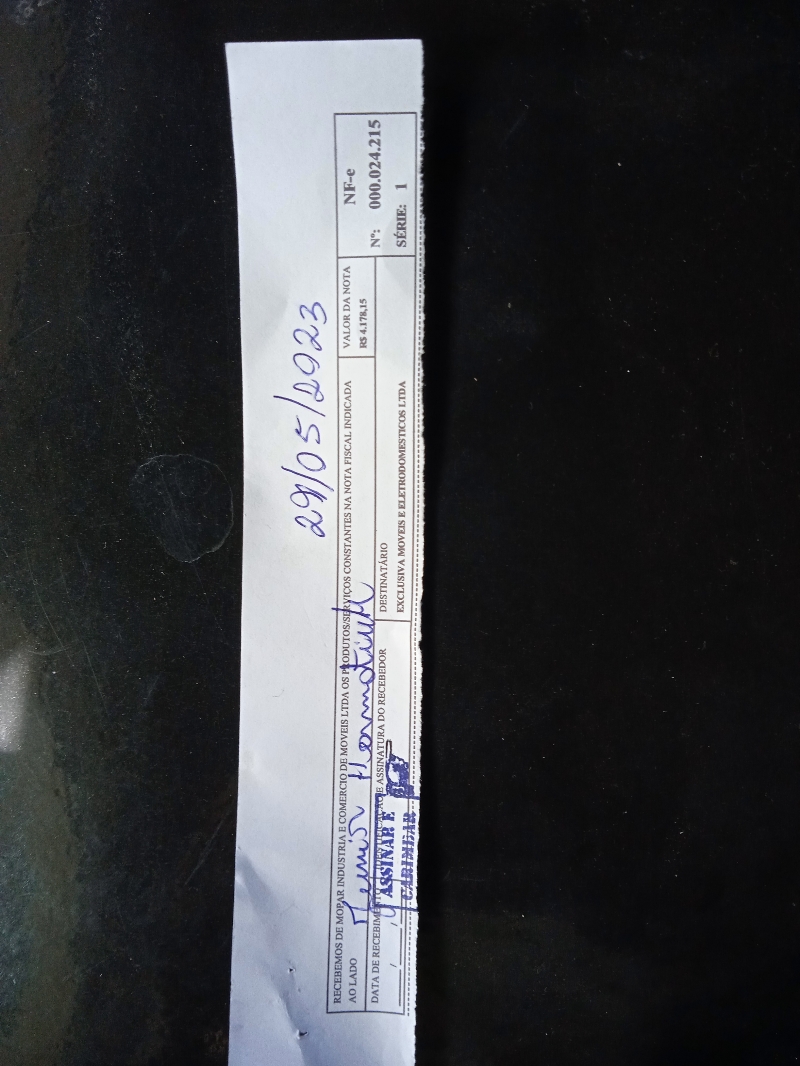 29/05/2023
RECEBEMOS DE MOPAR INDUSTRIA E COMERCIO DE MOVEIS LTDA OS PRODUTOS/SERVIÇOS CONSTANTES NA NOTA FISCAL INDICADA
AO LADO
VALOR DA NOTA
R$ 4.178,15
NF-e
Nº: 000.024.215
SÉRIE: 1
DATA DE RECEBIMENTO
IDENTIFICAÇÃO E ASSINATURA DO RECEBEDOR
DESTINATÁRIO
EXCLUSIVA MOVEIS E ELETRODOMESTICOS LTDA
ASSINAR E
CARIMBAR